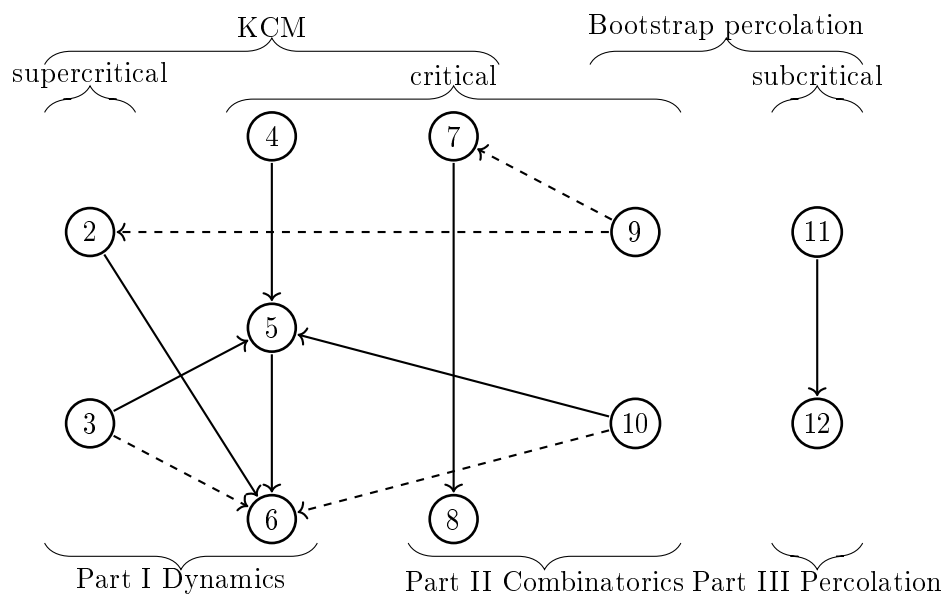 KCM
Bootstrap percolation
supercritical
critical
subcritical
4
7
2
9
11
5
3
10
12
6
8
Part I Dynamics
Part II Combinatorics
Part III Percolation